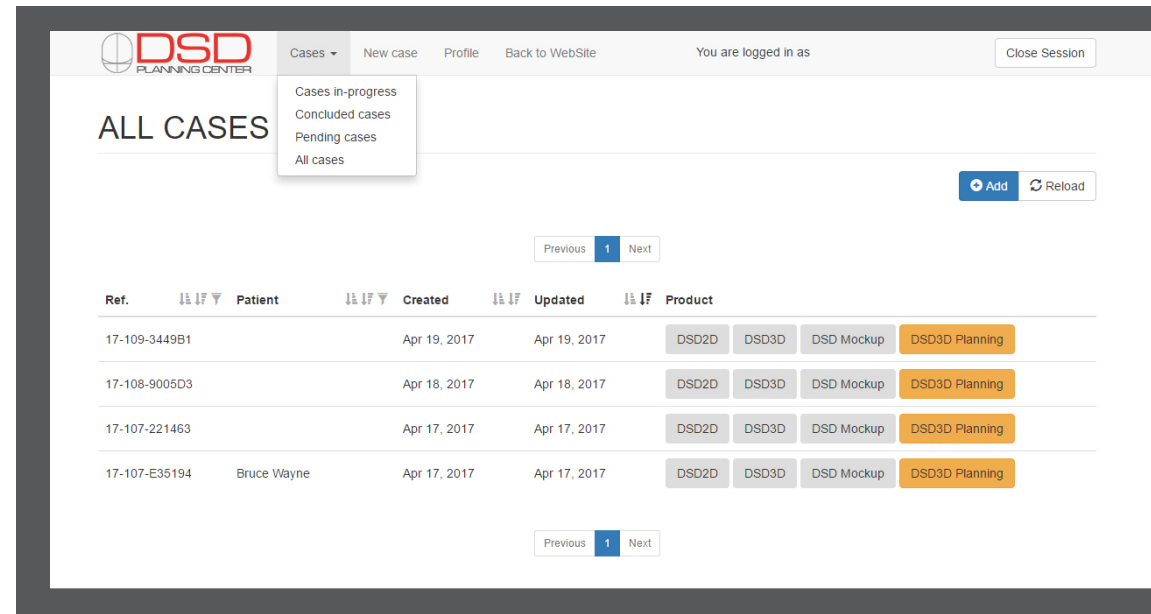 DSD
PLANNING CENTER
Cases New case Profile Back to WebSite You are logged in as Close Session
Cases in-progress
Concluded cases
Pending cases
All cases
ALL CASES
Add Reload
Previous 1 Next
Ref. Patient Created Updated Product
17-109-3449B1 Apr 19, 2017 Apr 19, 2017 DSD2D DSD3D DSD Mockup DSD3D Planning
17-108-9005D3 Apr 18, 2017 Apr 18, 2017 DSD2D DSD3D DSD Mockup DSD3D Planning
17-107-221463 Apr 17, 2017 Apr 17, 2017 DSD2D DSD3D DSD Mockup DSD3D Planning
17-107-E35194 Bruce Wayne Apr 17, 2017 Apr 17, 2017 DSD2D DSD3D DSD Mockup DSD3D Planning
Previous 1 Next